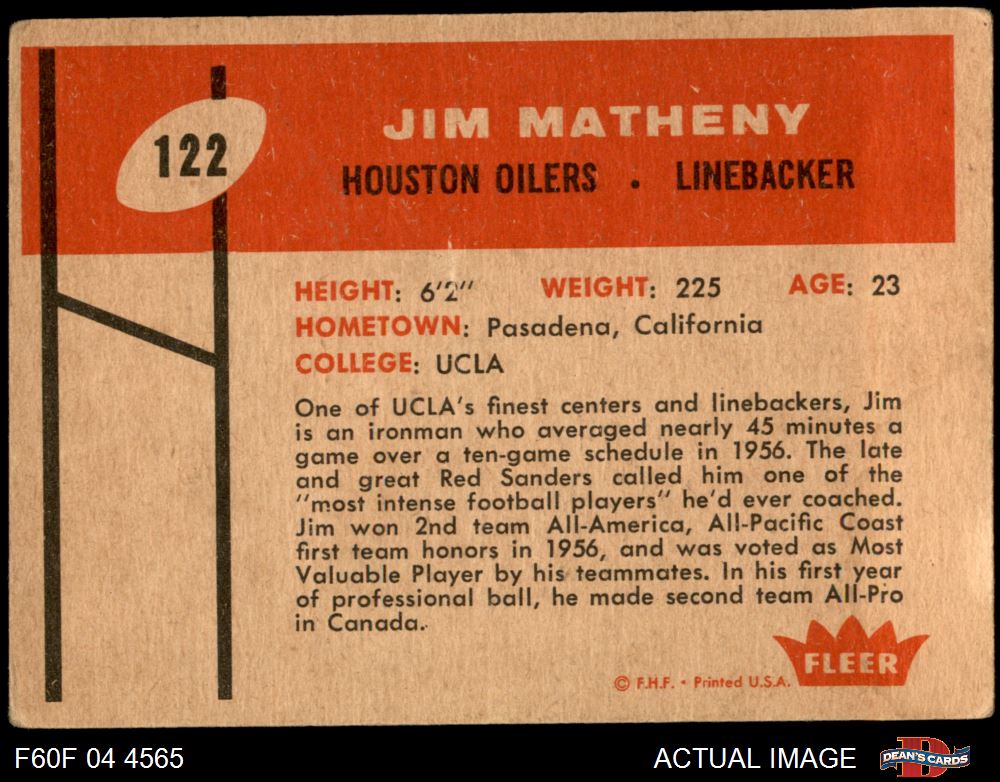 122
JIM MATHENY
HOUSTON OILERS . LINEBACKER
HEIGHT: 6'2" WEIGHT: 225 AGE: 23
HOMETOWN: Pasadena, California
COLLEGE: UCLA
One of UCLA's finest centers and linebackers, Jim
is an ironman who averaged nearly 45 minutes a
game over a ten-game schedule in 1956. The late
and great Red Sanders called him one of the
"most intense football players" he'd ever coached.
Jim won 2nd team All-America, All-Pacific Coast
first team honors in 1956, and was voted as Most
Valuable Player by his teammates. In his first year
of professional ball, he made second team All-Pro
in Canada.
FLEER
© F.H.F. • Printed U.S.A.
F60F 04 4565 ACTUAL IMAGE D DEAN'S CARDS